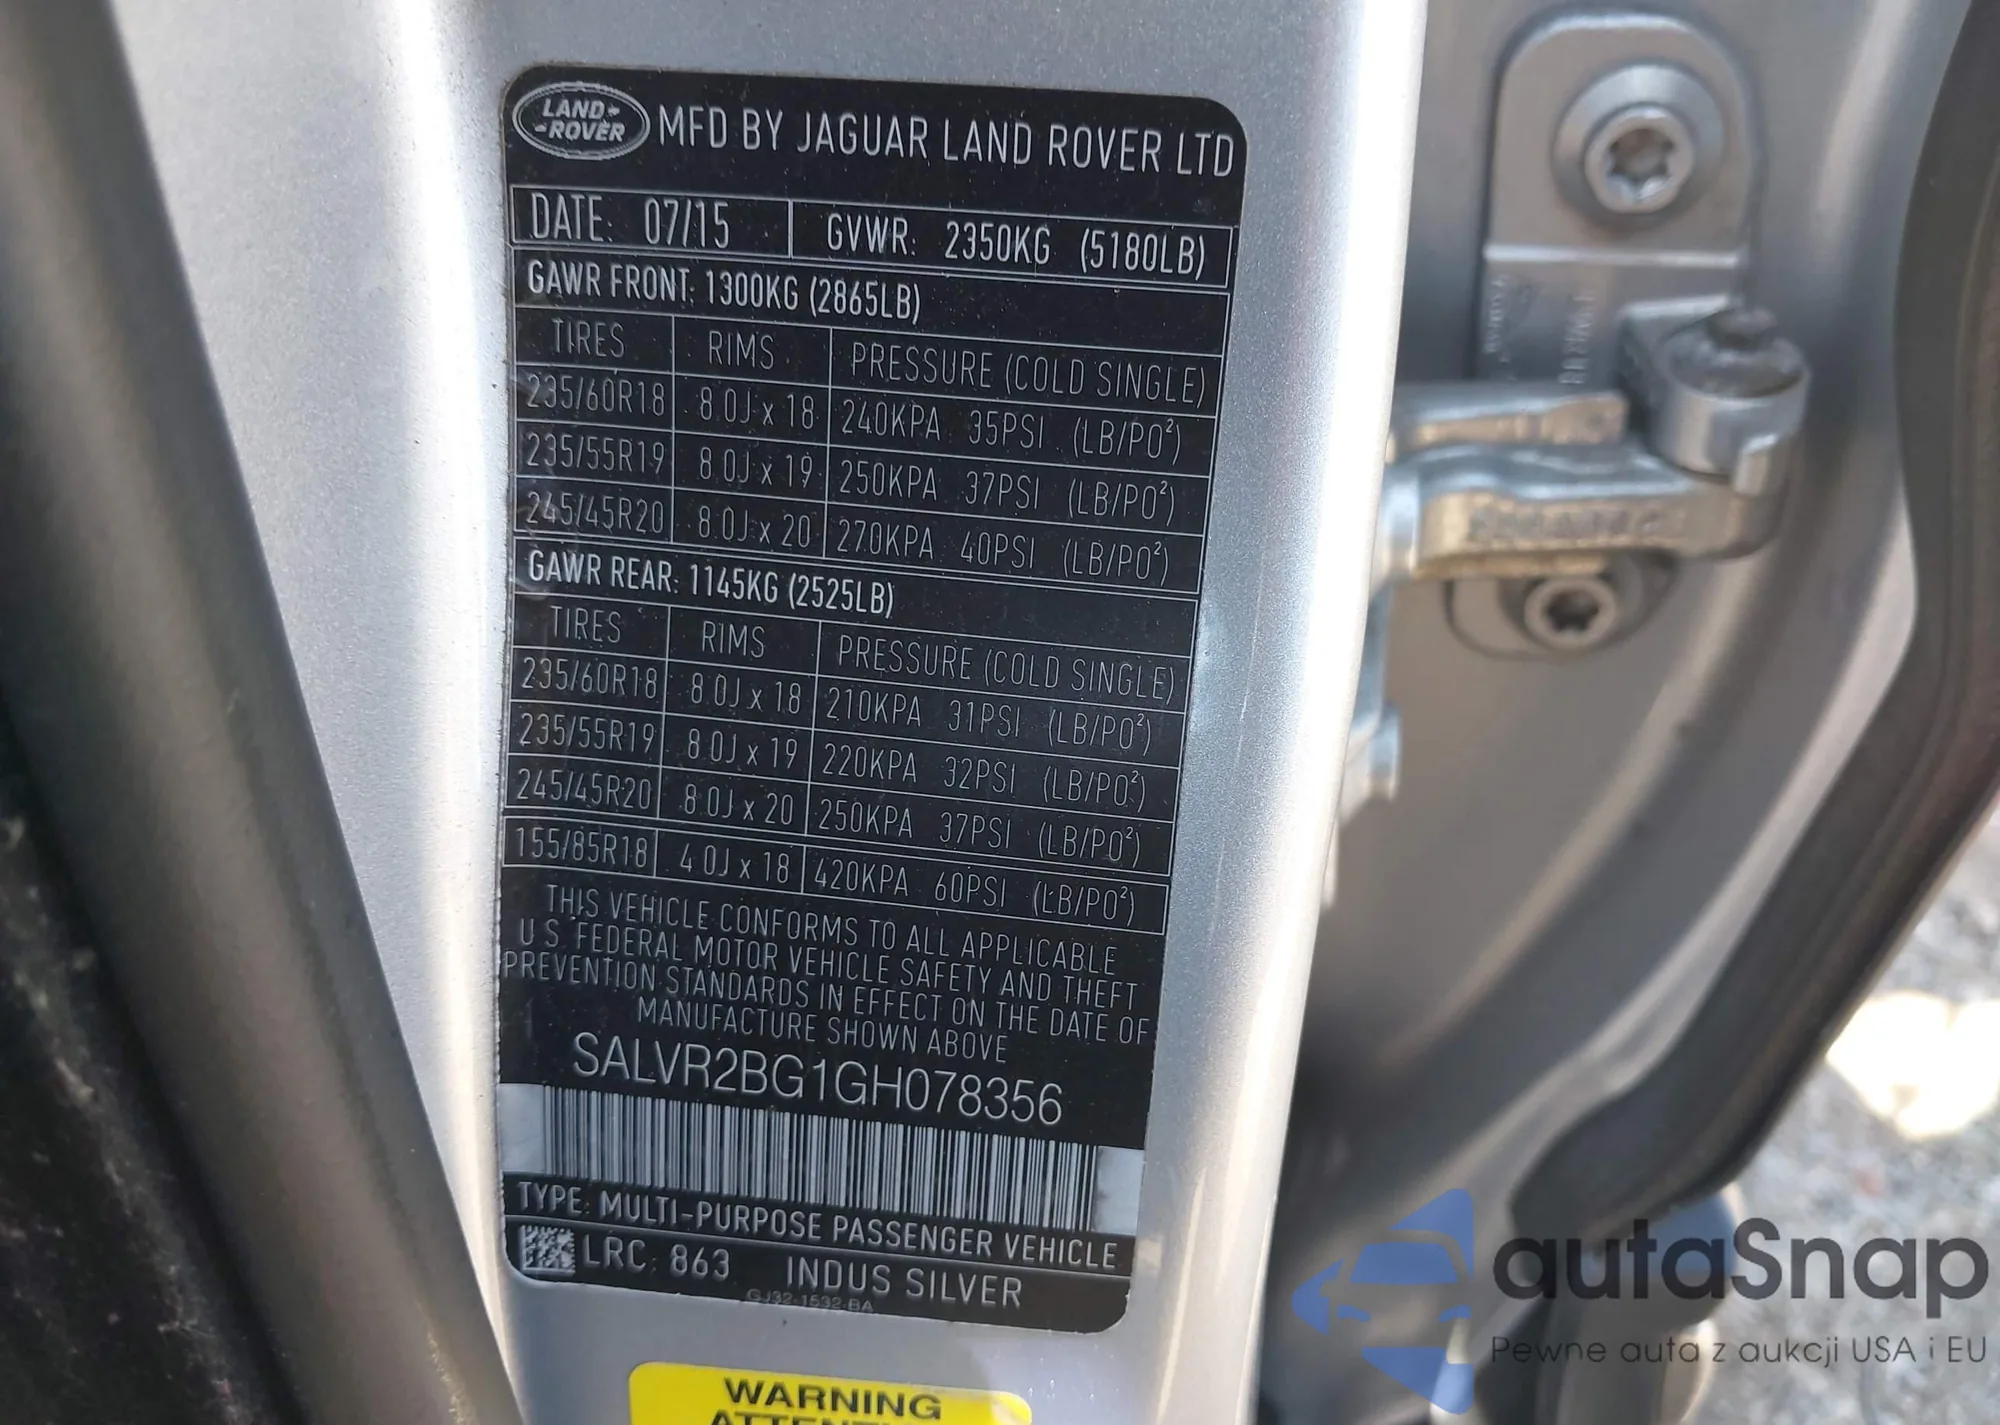 LAND-
-ROVER
MFD BY JAGUAR LAND ROVER LTD
DATE: 07/15 GVWR: 2350KG (5180LB)
GAWR FRONT: 1300KG (2865LB)
TIRES RIMS PRESSURE (COLD SINGLE)
235/60R18 8.0J x 18 240KPA 35PSI (LB/PO²)
235/55R19 8.0J x 19 250KPA 37PSI (LB/PO²)
245/45R20 8.0J x 20 270KPA 40PSI (LB/PO²)
GAWR REAR: 1145KG (2525LB)
TIRES RIMS PRESSURE (COLD SINGLE)
235/60R18 8.0J x 18 210KPA 31PSI (LB/PO²)
235/55R19 8.0J x 19 220KPA 32PSI (LB/PO²)
245/45R20 8.0J x 20 250KPA 37PSI (LB/PO²)
155/85R18 4.0J x 18 420KPA 60PSI (LB/PO²)
THIS VEHICLE CONFORMS TO ALL APPLICABLE
U.S. FEDERAL MOTOR VEHICLE SAFETY AND THEFT
PREVENTION STANDARDS IN EFFECT ON THE DATE OF
MANUFACTURE SHOWN ABOVE
SALVR2BG1GH078356
TYPE: MULTI-PURPOSE PASSENGER VEHICLE
LRC: 863 INDUS SILVER
GJ32-1532-BA
WARNING
autaSnap
Pewne auta z aukcji USA i EU